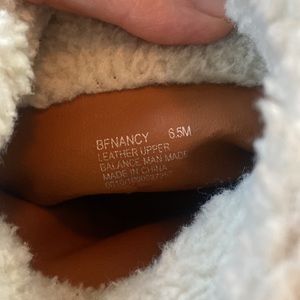 BFNANCY 6.5M
LEATHER UPPER
BALANCE MAN MADE
MADE IN CHINA